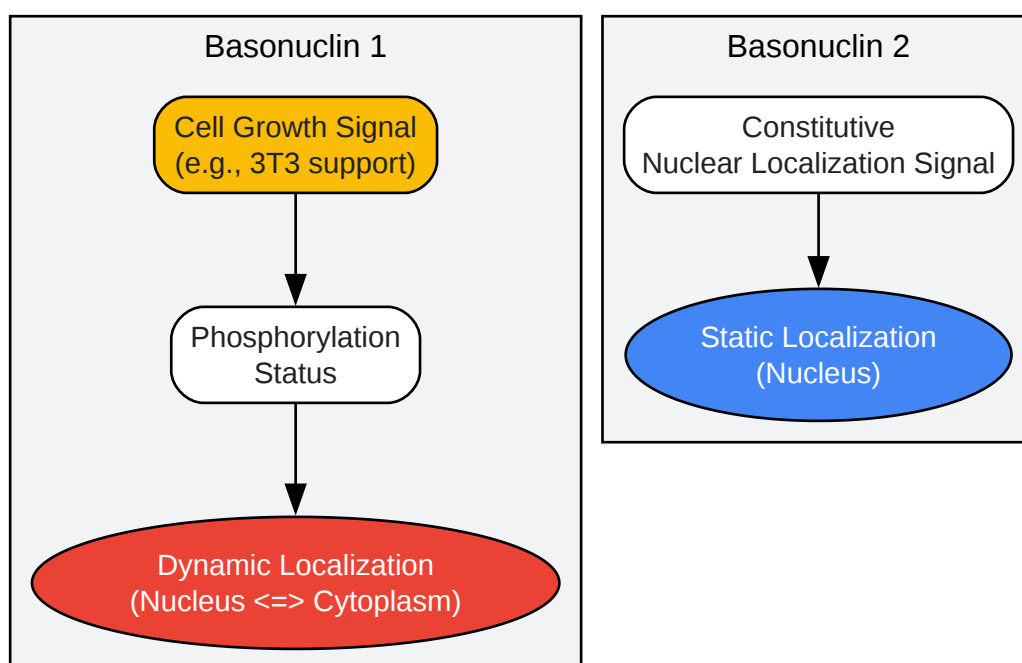 Basonuclin 1
Cell Growth Signal
(e.g., 3T3 support)
Phosphorylation
Status
Dynamic Localization
(Nucleus <=> Cytoplasm)
Basonuclin 2
Constitutive
Nuclear Localization Signal
Static Localization
(Nucleus)